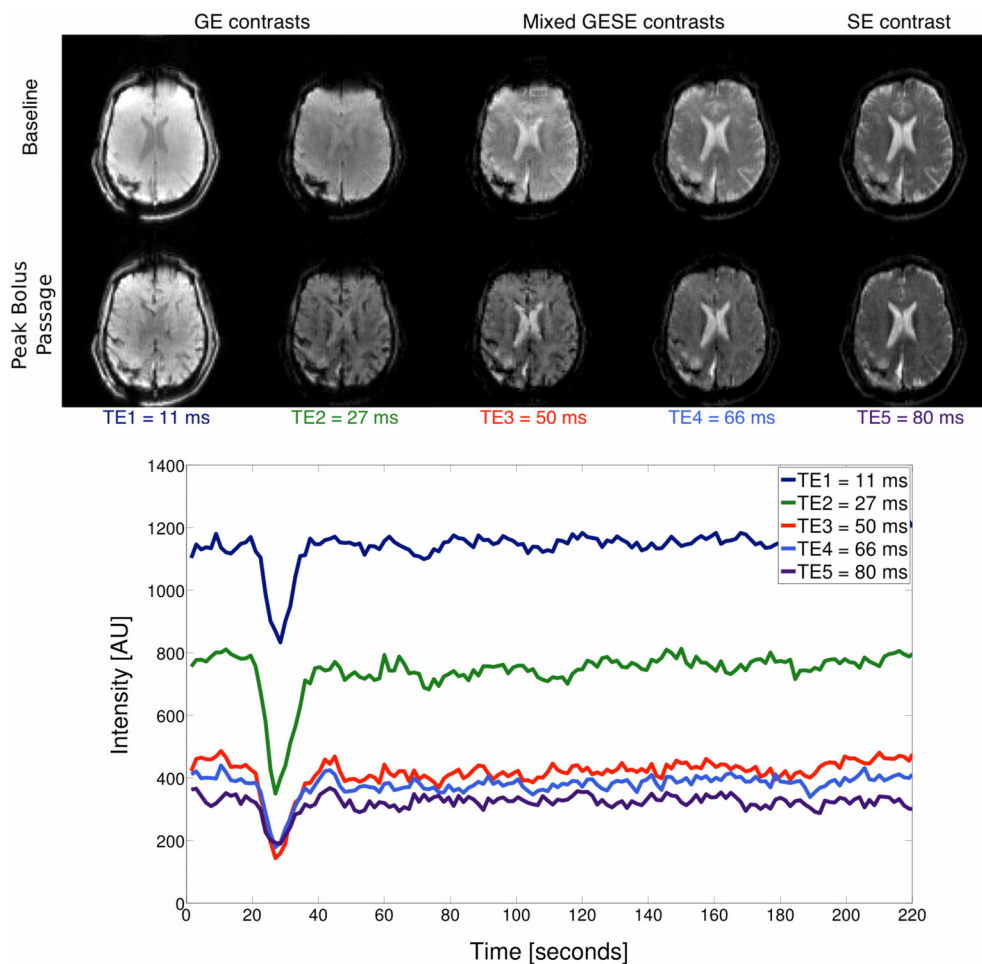 GE contrasts Mixed GESE contrasts SE contrast
Baseline
Peak Bolus
Passage
TE1 = 11 ms TE2 = 27 ms TE3 = 50 ms TE4 = 66 ms TE5 = 80 ms
1400
1200
1000
800
600
400
200
0
Intensity [AU]
TE1 = 11 ms
TE2 = 27 ms
TE3 = 50 ms
TE4 = 66 ms
TE5 = 80 ms
0 20 40 60 80 100 120 140 160 180 200 220
Time [seconds]